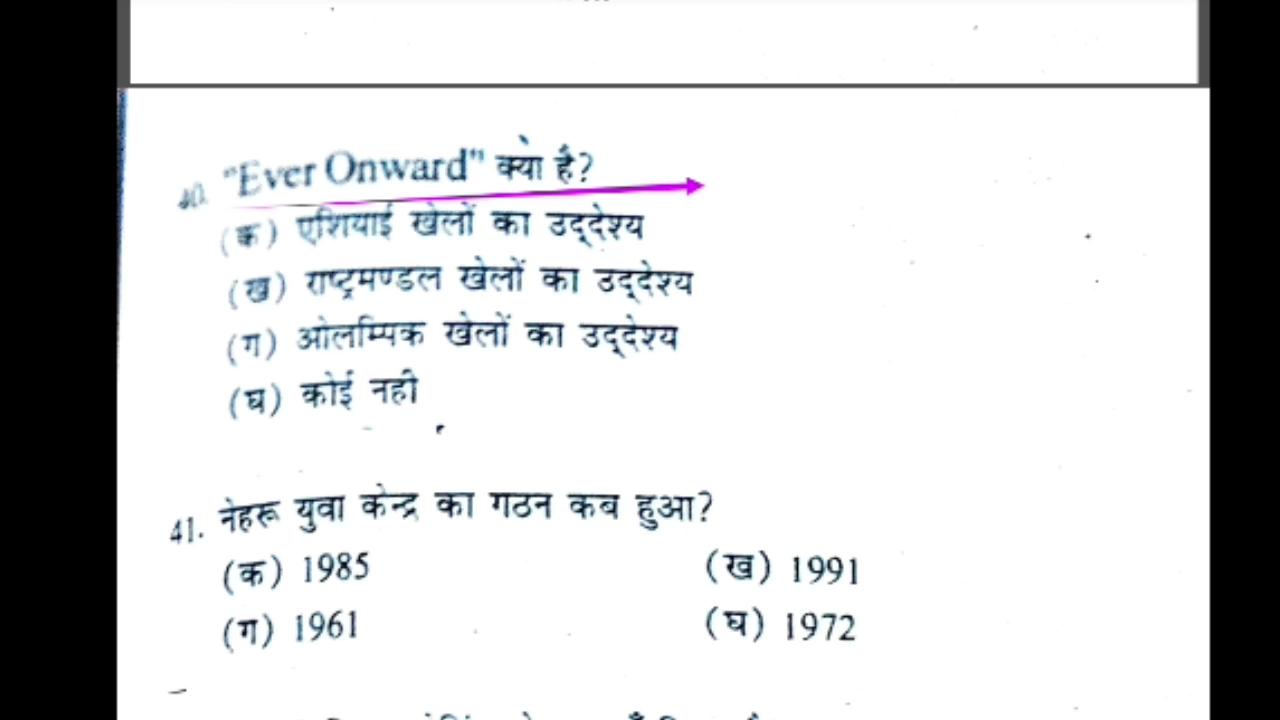 40. "Ever Onward" क्या है?
(क) एशियाई खेलों का उद्देश्य
(ख) राष्ट्रमण्डल खेलों का उद्देश्य
(ग) ओलम्पिक खेलों का उद्देश्य
(घ) कोई नही
41. नेहरू युवा केन्द्र का गठन कब हुआ?
(क) 1985 (ख) 1991
(ग) 1961 (घ) 1972